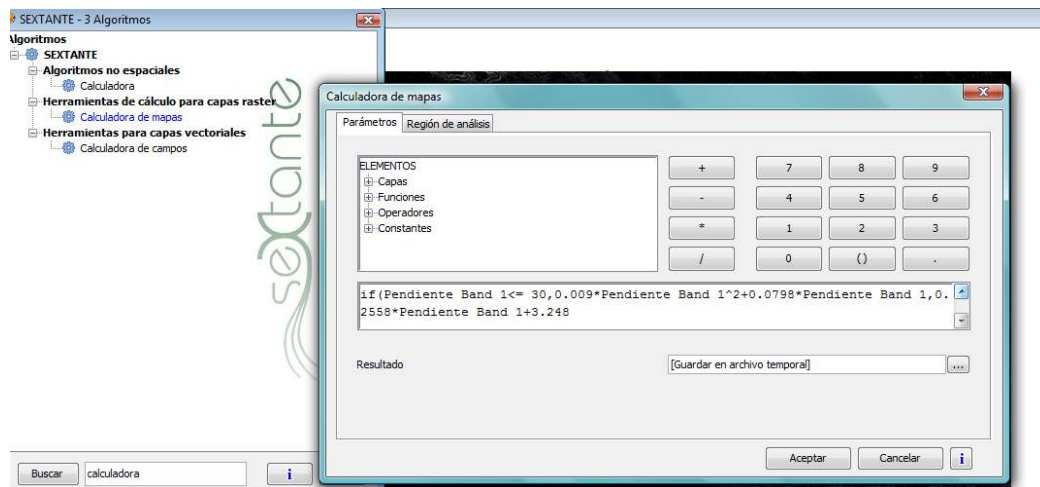 SEXTANTE - 3 Algoritmos
Algoritmos
SEXTANTE
Algoritmos no espaciales
Calculadora
Herramientas de cálculo para capas raster
Calculadora de mapas
Herramientas para capas vectoriales
Calculadora de campos
sextante
Buscar
calculadora
i
Calculadora de mapas
Parámetros Región de análisis
ELEMENTOS
Capas
Funciones
Operadores
Constantes
+ 7 8 9
- 4 5 6
* 1 2 3
/ 0 () .
if(Pendiente Band 1<= 30,0.009*Pendiente Band 1^2+0.0798*Pendiente Band 1,0.
2558*Pendiente Band 1+3.248
Resultado [Guardar en archivo temporal] ...
Aceptar Cancelar i